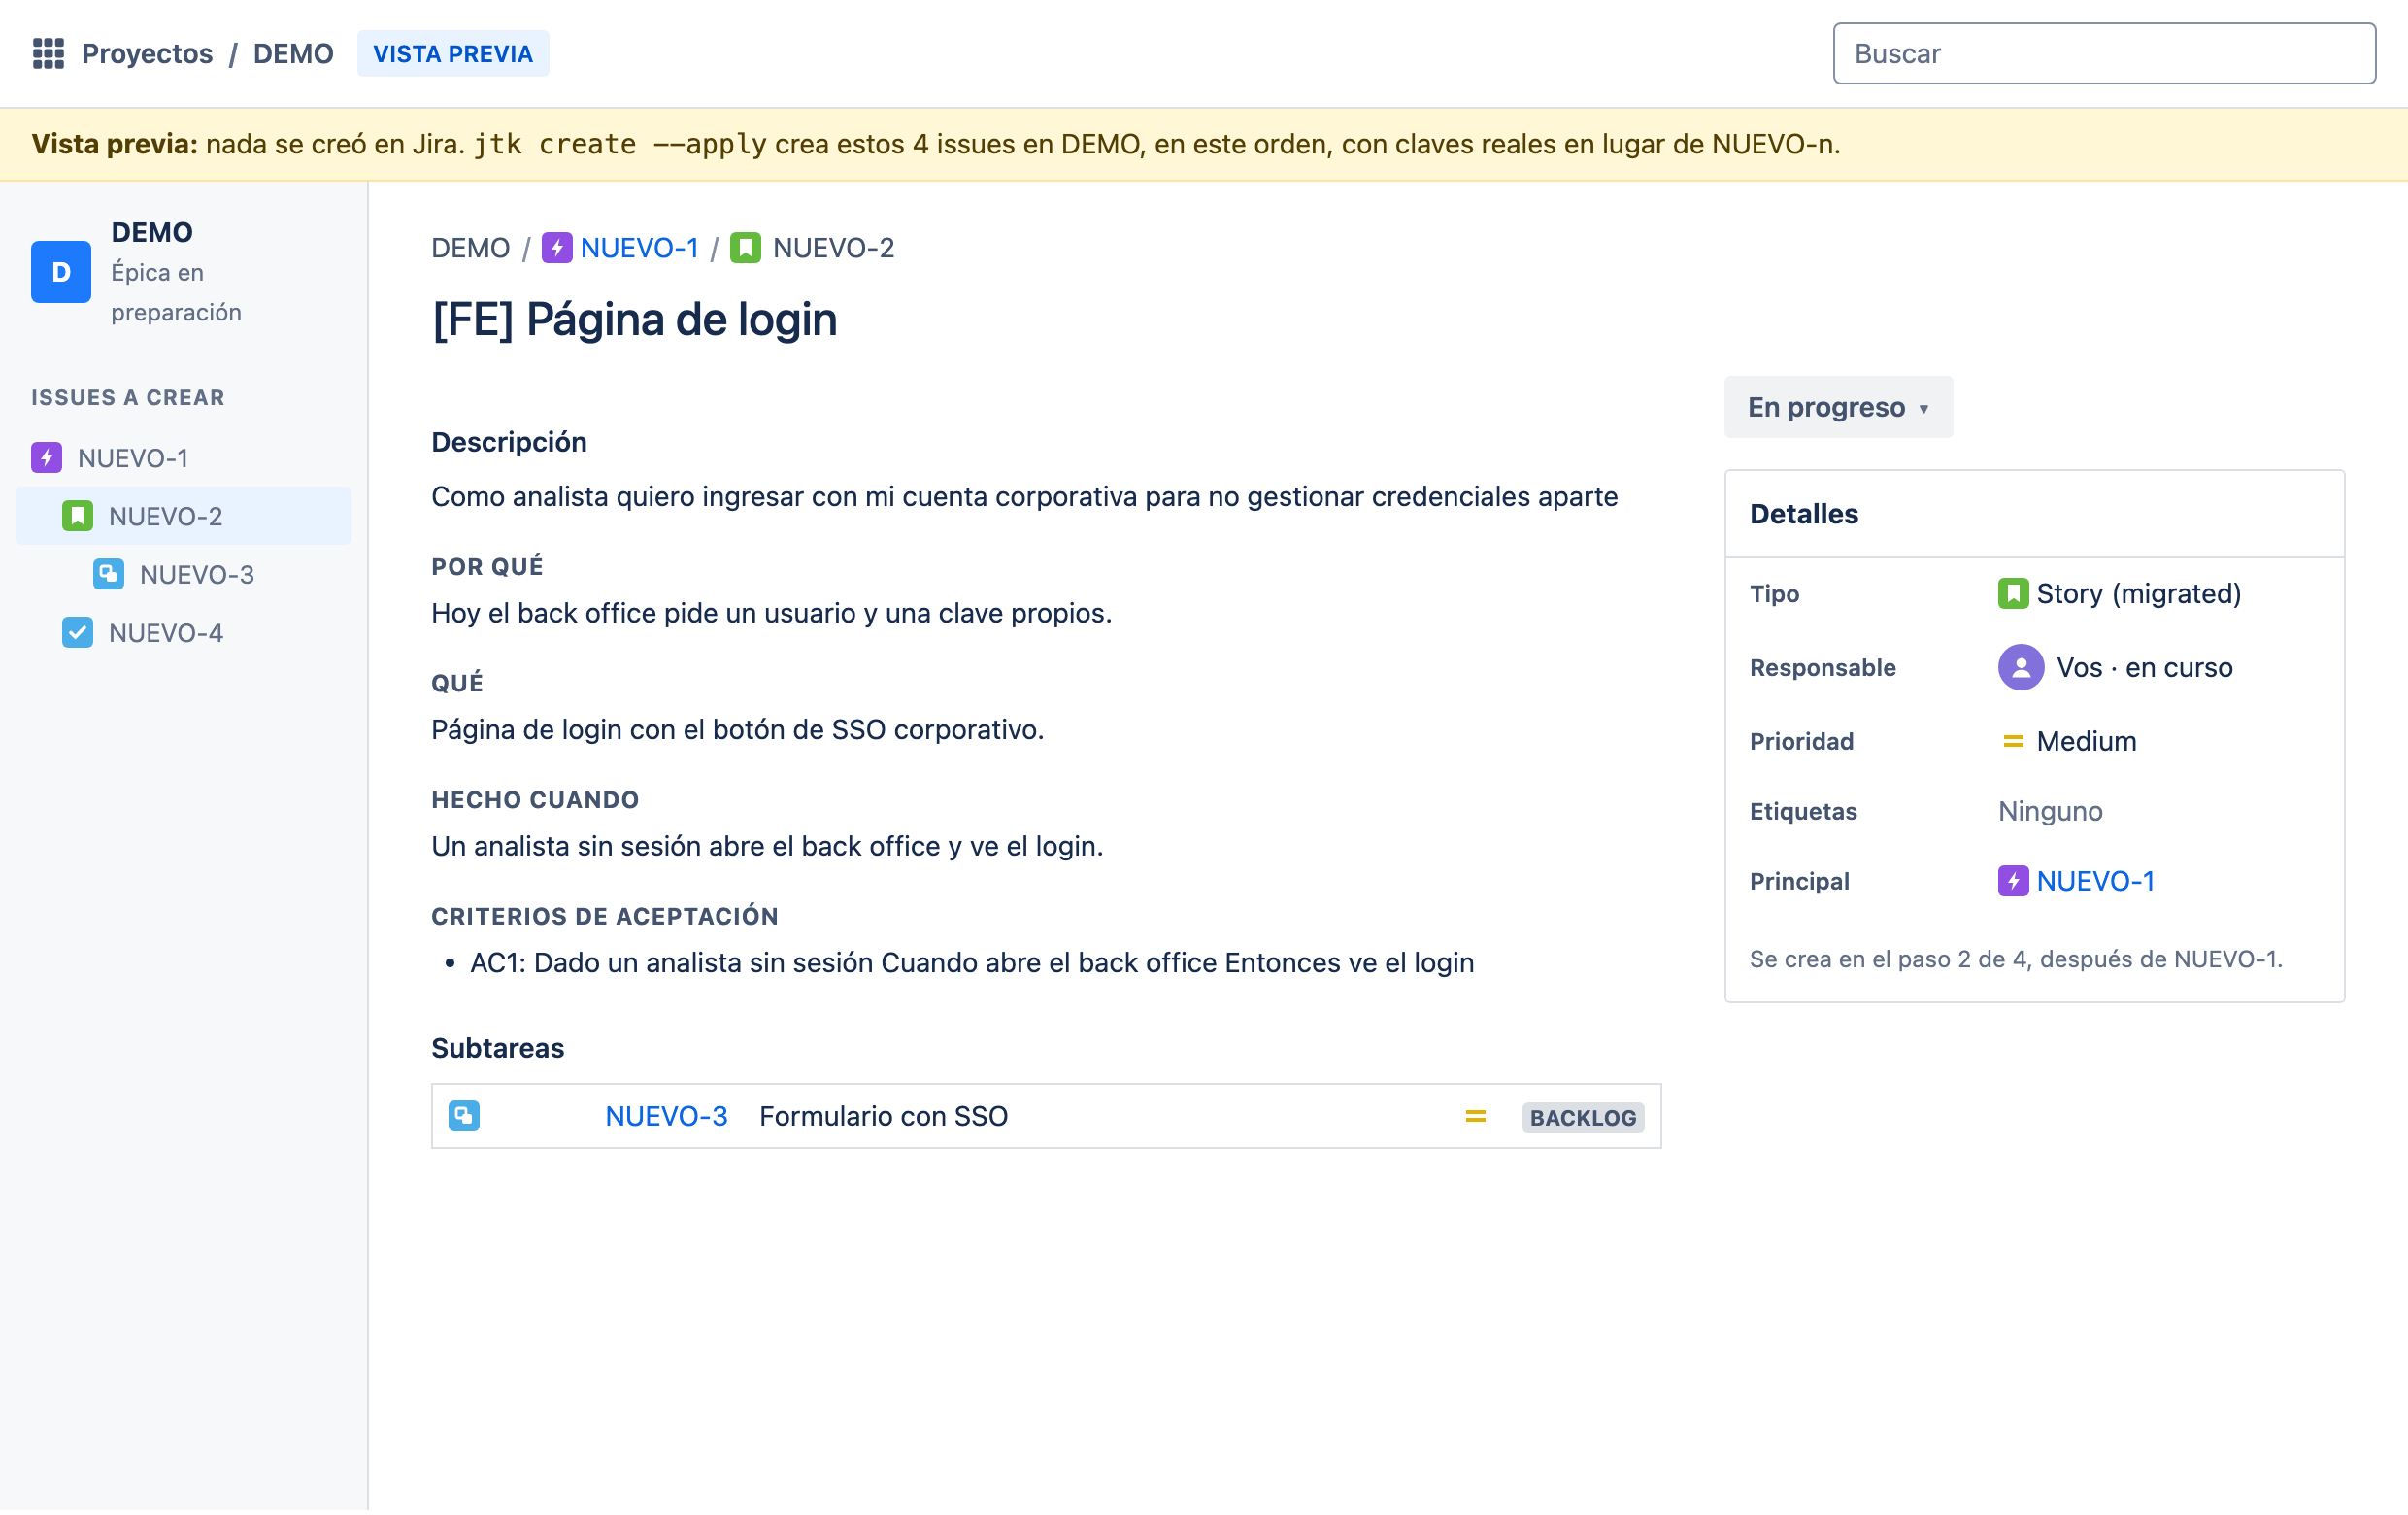 Proyectos / DEMO VISTA PREVIA
Buscar
Vista previa: nada se creó en Jira. jtk create --apply crea estos 4 issues en DEMO, en este orden, con claves reales en lugar de NUEVO-n.
D
DEMO
Épica en
preparación
ISSUES A CREAR
NUEVO-1
NUEVO-2
NUEVO-3
NUEVO-4
DEMO / NUEVO-1 / NUEVO-2
[FE] Página de login
Descripción
Como analista quiero ingresar con mi cuenta corporativa para no gestionar credenciales aparte
POR QUÉ
Hoy el back office pide un usuario y una clave propios.
QUÉ
Página de login con el botón de SSO corporativo.
HECHO CUANDO
Un analista sin sesión abre el back office y ve el login.
CRITERIOS DE ACEPTACIÓN
• AC1: Dado un analista sin sesión Cuando abre el back office Entonces ve el login
Subtareas
NUEVO-3 Formulario con SSO BACKLOG
En progreso ▾
Detalles
Tipo Story (migrated)
Responsable Vos · en curso
Prioridad Medium
Etiquetas Ninguno
Principal NUEVO-1
Se crea en el paso 2 de 4, después de NUEVO-1.